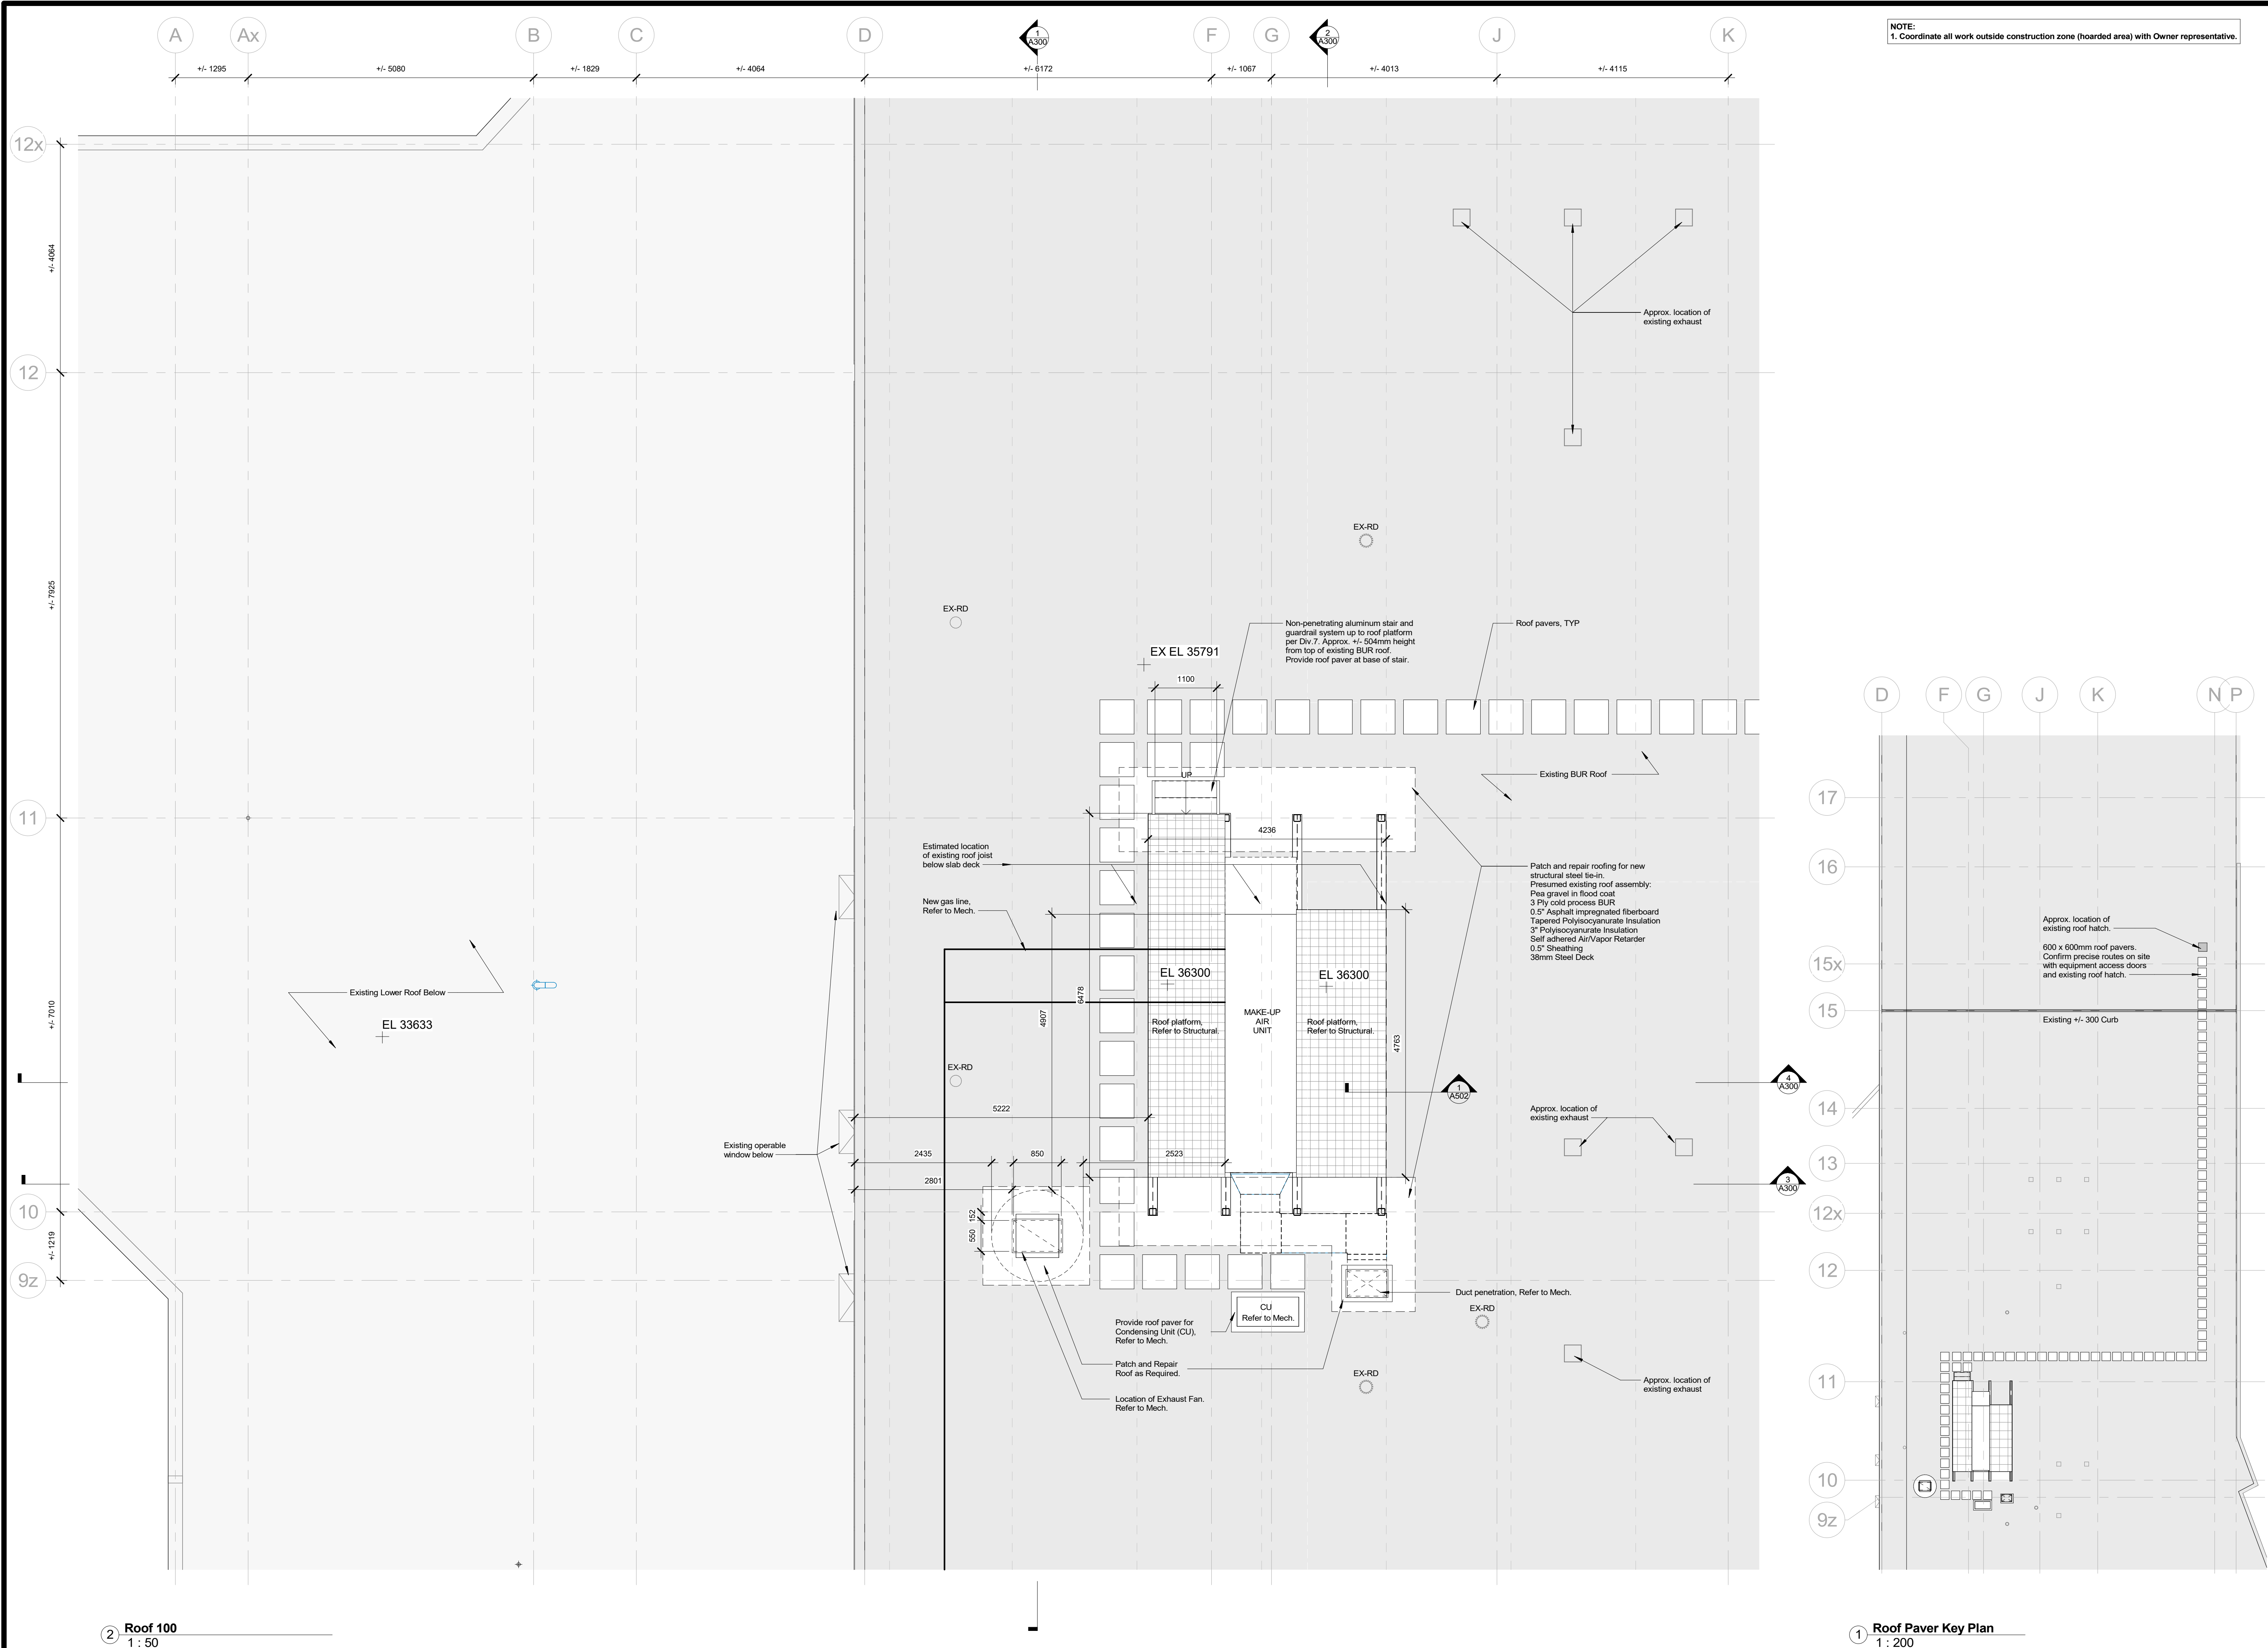 A
Ax
B
C
D
1
A300
F
G
2
A300
J
K
NOTE:
1. Coordinate all work outside construction zone (hoarded area) with Owner representative.
+/- 1295
+/- 5080
+/- 1829
+/- 4064
+/- 6172
+/- 1067
+/- 4013
+/- 4115
12x
+/- 4064
12
+/- 7925
11
+/- 7010
10
+/- 1219
9z
Approx. location of
existing exhaust
EX-RD
EX-RD
EX EL 35791
Non-penetrating aluminum stair and
guardrail system up to roof platform
per Div.7. Approx. +/- 504mm height
from top of existing BUR roof.
Provide roof paver at base of stair.
Roof pavers, TYP
1100
UP
Existing BUR Roof
4236
Estimated location
of existing roof joist
below slab deck
New gas line,
Refer to Mech.
Patch and repair roofing for new
structural steel tie-in.
Presumed existing roof assembly:
Pea gravel in flood coat
3 Ply cold process BUR
0.5" Asphalt impregnated fiberboard
Tapered Polyisocyanurate Insulation
3" Polyisocyanurate Insulation
Self adhered Air/Vapor Retarder
0.5" Sheathing
38mm Steel Deck
EL 36300
EL 36300
6478
4907
4763
MAKE-UP
AIR
UNIT
Roof platform,
Refer to Structural.
Roof platform,
Refer to Structural.
Existing Lower Roof Below
EL 33633
EX-RD
1
A502
4
A300
5222
Approx. location of
existing exhaust
Existing operable
window below
2435
850
2523
2801
3
A300
152
550
Duct penetration, Refer to Mech.
CU
Refer to Mech.
EX-RD
Provide roof paver for
Condensing Unit (CU),
Refer to Mech.
Patch and Repair
Roof as Required.
EX-RD
Approx. location of
existing exhaust
Location of Exhaust Fan.
Refer to Mech.
2
Roof 100
1 : 50
D
F
G
J
K
N
P
17
16
15x
15
14
13
12x
12
11
10
9z
Approx. location of
existing roof hatch.
600 x 600mm roof pavers.
Confirm precise routes on site
with equipment access doors
and existing roof hatch.
Existing +/- 300 Curb
1
Roof Paver Key Plan
1 : 200